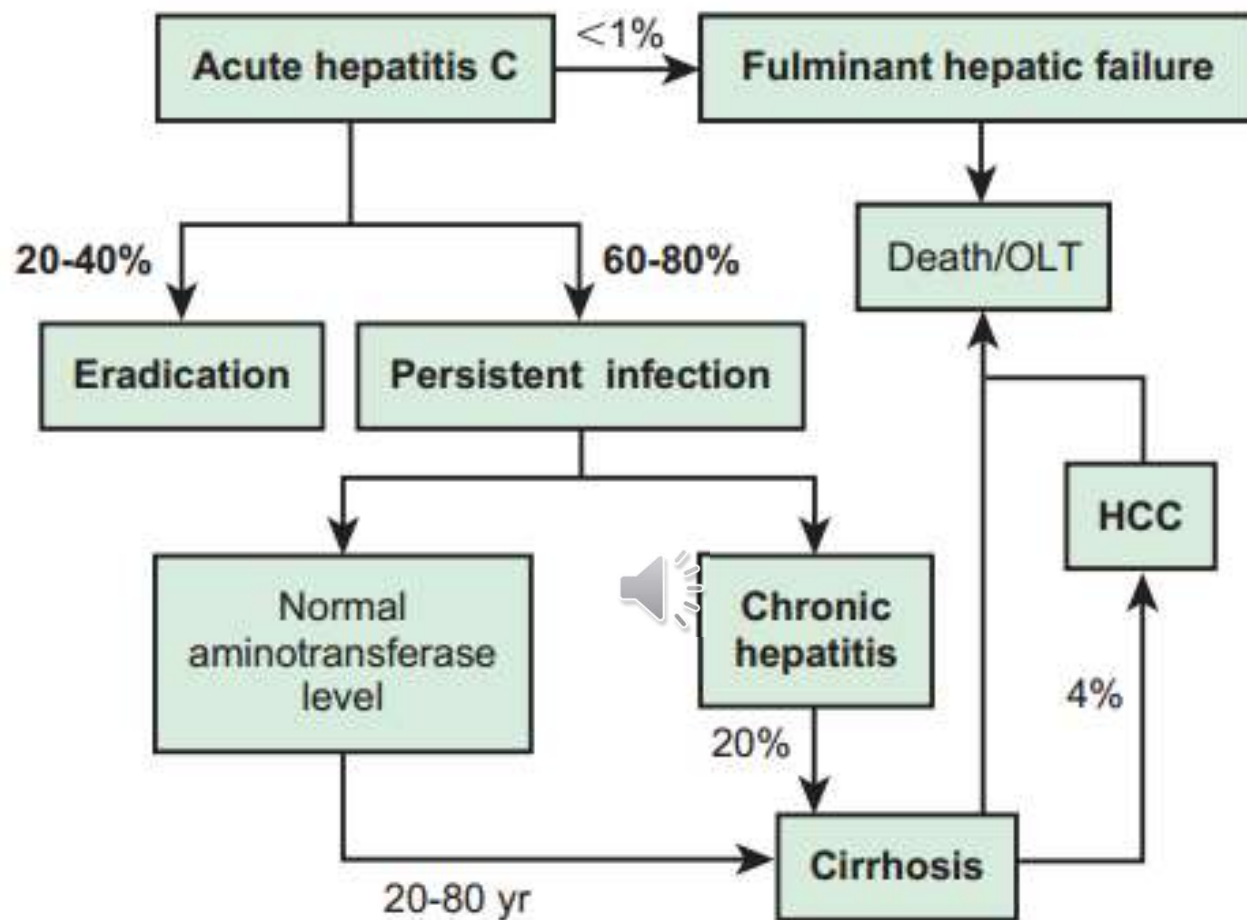 Acute hepatitis C
<1%
Fulminant hepatic failure
20-40%
60-80%
Death/OLT
Eradication
Persistent infection
HCC
Normal
aminotransferase
level
Chronic
hepatitis
4%
20%
Cirrhosis
20-80 yr